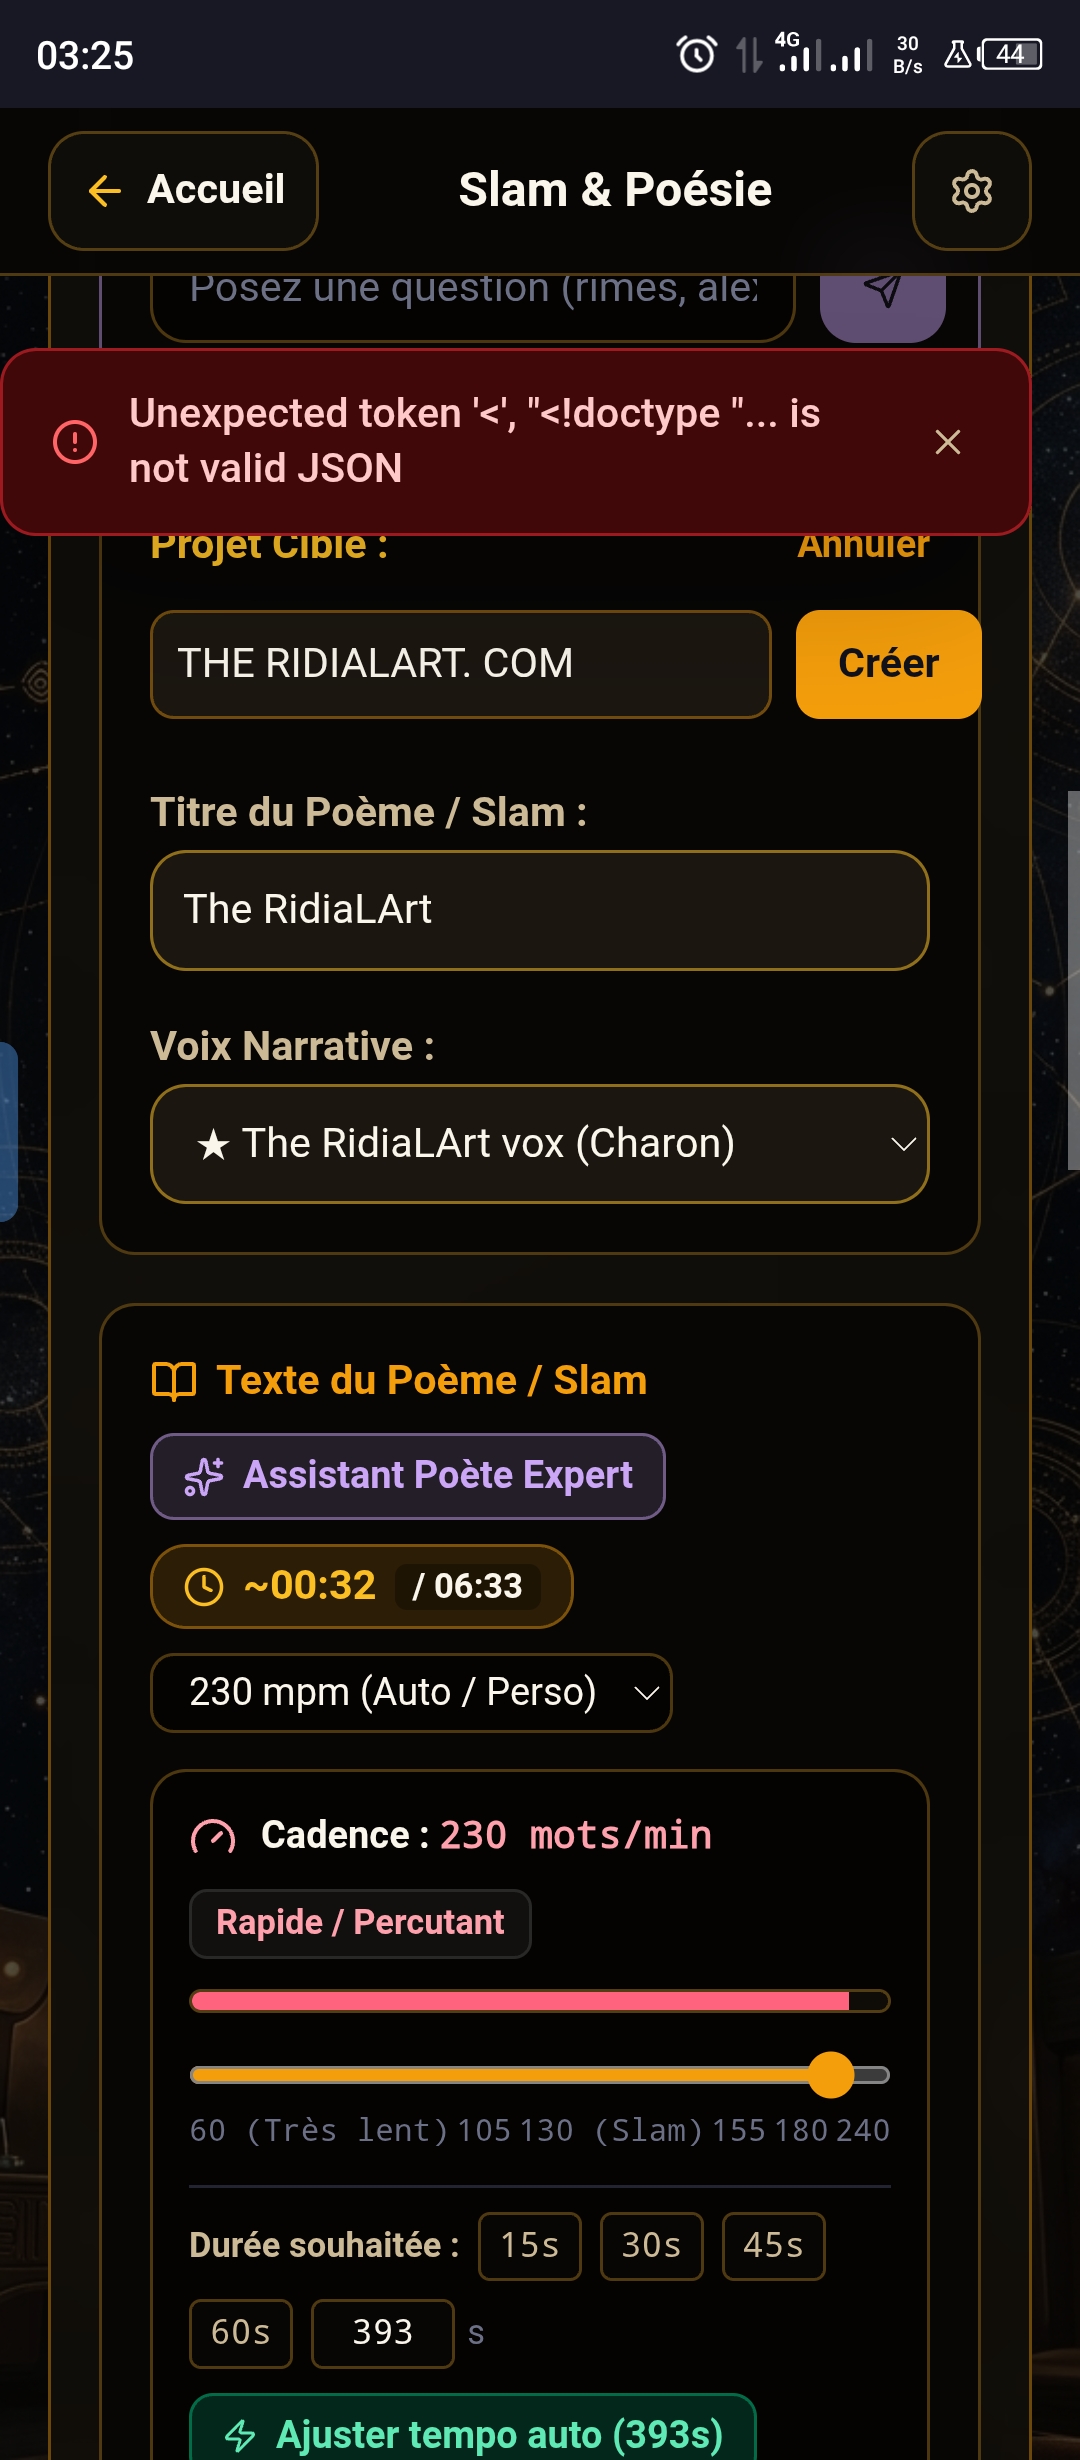 03:25
4G
30
B/s
44
Accueil
Slam & Poésie
Posez une question (rimes, alex
Unexpected token '<', "<!doctype "... is
not valid JSON
Projet Cible :
Annuler
THE RIDIALART. COM
Créer
Titre du Poème / Slam :
The RidiaLArt
Voix Narrative :
★ The RidiaLArt vox (Charon)
Texte du Poème / Slam
Assistant Poète Expert
~00:32 / 06:33
230 mpm (Auto / Perso)
Cadence : 230 mots/min
Rapide / Percutant
60 (Très lent) 105 130 (Slam) 155 180 240
Durée souhaitée : 15s 30s 45s
60s 393 s
Ajuster tempo auto (393s)